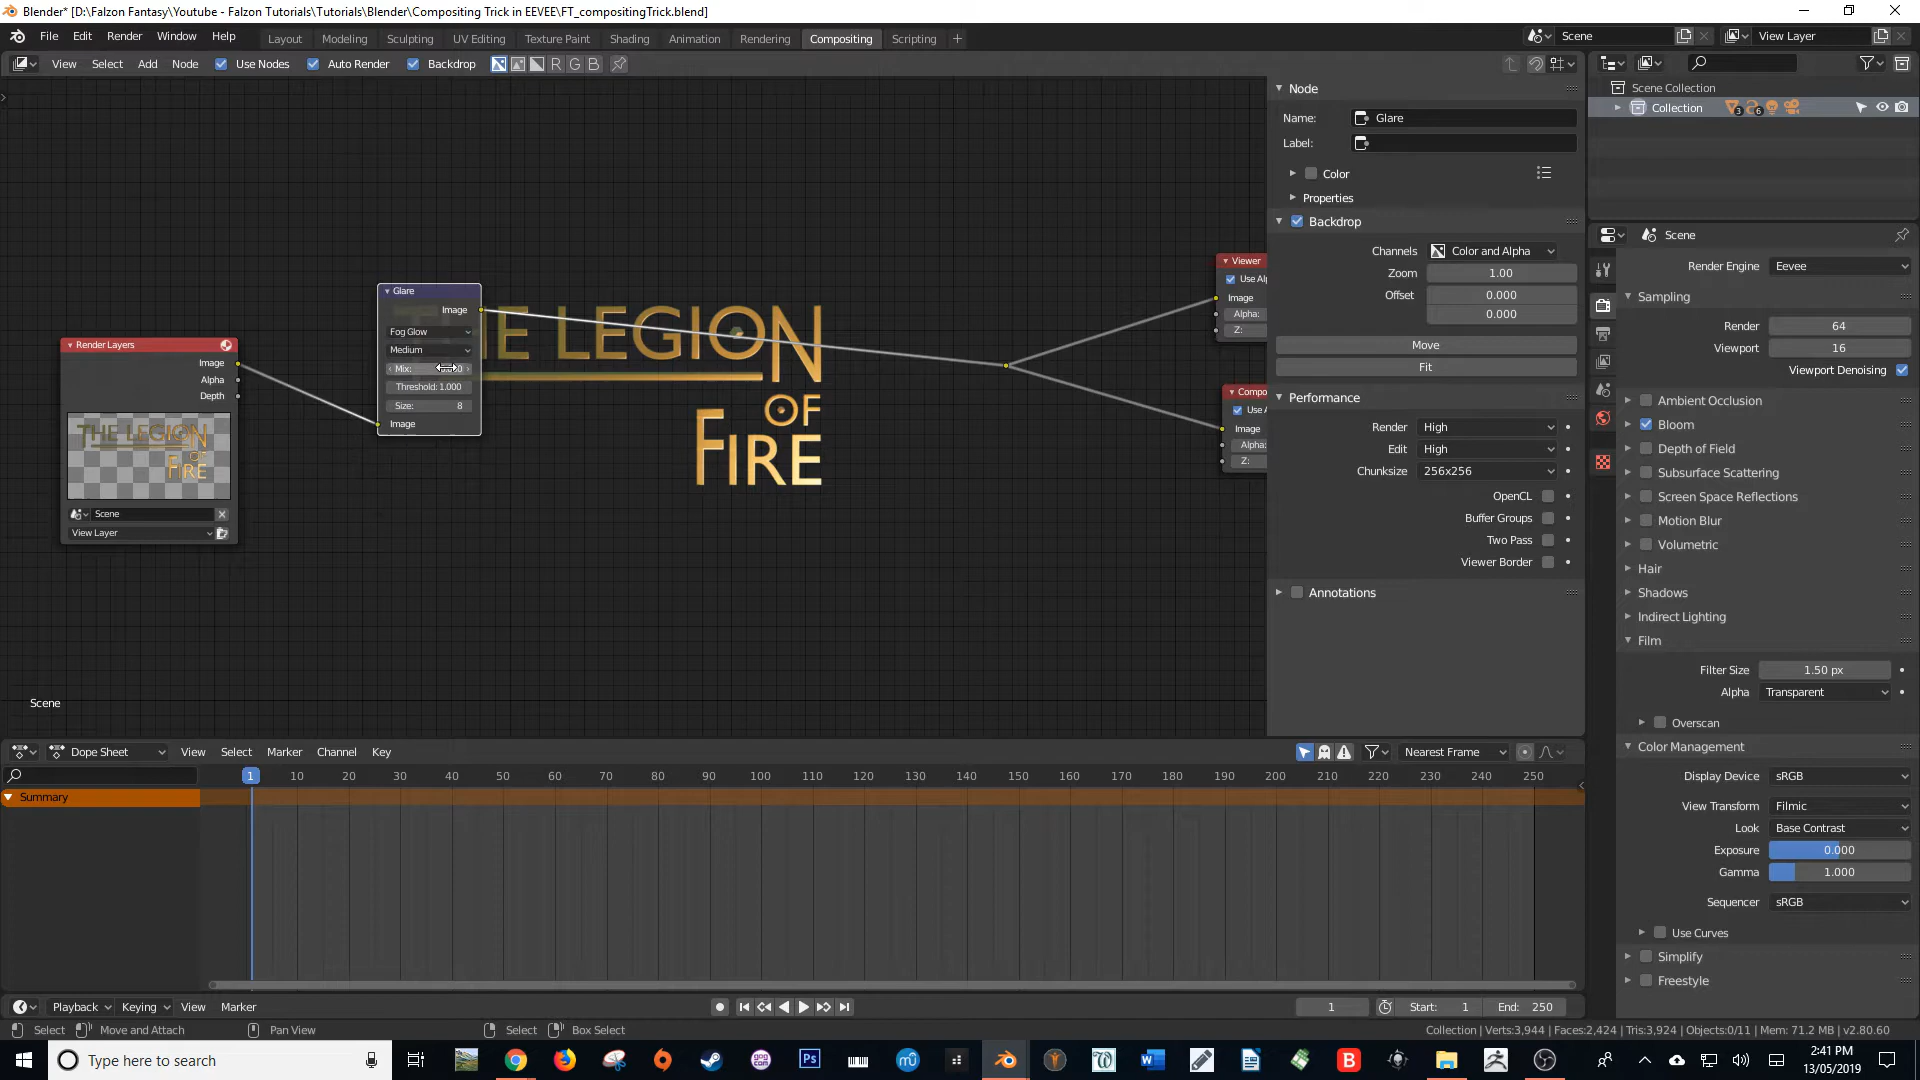 Blender* [D:\Falzon Fantasy\Youtube - Falzon Tutorials\Tutorials\Blender\Compositing Trick in EEVEE\FT_compositingTrick.blend]
File Edit Render Window Help Layout Modeling Sculpting UV Editing Texture Paint Shading Animation Rendering Compositing Scripting + Scene View Layer
View Select Add Node Use Nodes Auto Render Backdrop R G B
Scene Collection
Collection 3 6
Node
Name: Glare
Label:
Color
Properties
Backdrop
Channels Color and Alpha
Zoom 1.00
Offset 0.000
0.000
Move
Fit
Performance
Render High
Edit High
Chunksize 256x256
OpenCL
Buffer Groups
Two Pass
Viewer Border
Annotations
Glare
Image
Fog Glow
Medium
Mix:
Threshold: 1.000
Size: 8
Image
Render Layers
Image
Alpha
Depth
THE LEGION
OF
FIRE
Scene
View Layer
THE LEGION
OF
FIRE
Viewer
Image
Alpha:
Z:
Image
Alpha:
Z:
Scene
Scene
Render Engine Eevee
Sampling
Render 64
Viewport 16
Viewport Denoising
Ambient Occlusion
Bloom
Depth of Field
Subsurface Scattering
Screen Space Reflections
Motion Blur
Volumetric
Hair
Shadows
Indirect Lighting
Film
Filter Size 1.50 px
Alpha Transparent
Overscan
Color Management
Display Device sRGB
View Transform Filmic
Look Base Contrast
Exposure 0.000
Gamma 1.000
Sequencer sRGB
Use Curves
Simplify
Freestyle
Dope Sheet View Select Marker Channel Key Nearest Frame
1 10 20 30 40 50 60 70 80 90 100 110 120 130 140 150 160 170 180 190 200 210 220 230 240 250
Summary
Playback Keying View Marker 1 Start: 1 End: 250
Select Move and Attach Pan View Select Box Select Collection | Verts:3,944 | Faces:2,424 | Tris:3,924 | Objects:0/11 | Mem: 71.2 MB | v2.80.60
Type here to search 2:41 PM
13/05/2019